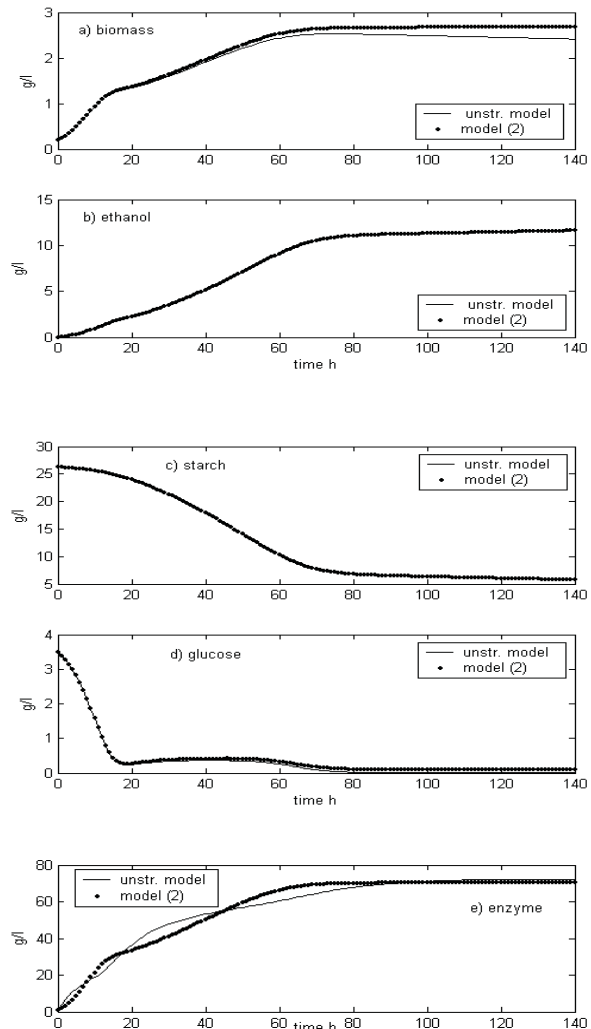 3
a) biomass
2
g/l
1
unstr. model
model (2)
0
0 20 40 60 80 100 120 140
15
b) ethanol
10
g/l
5
unstr. model
model (2)
0
0 20 40 60 80 100 120 140
time h
30
c) starch
unstr. model
25
model (2)
20
g/l
15
10
5
0 20 40 60 80 100 120 140
4
d) glucose
unstr. model
3
model (2)
g/l
2
1
0
0 20 40 60 80 100 120 140
time h
80
unstr. model
model (2)
60
e) enzyme
g/l
40
20
0
0 20 40 60 80 100 120 140
time h